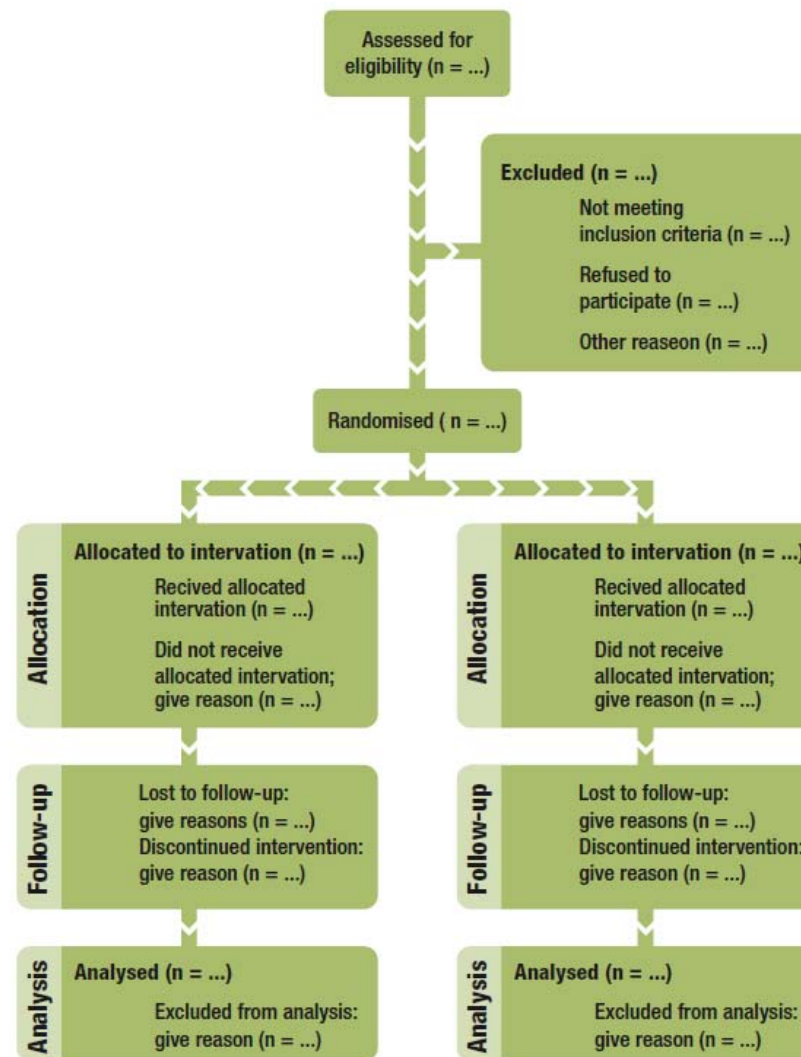 Assessed for
eligibility (n = ...)
Excluded (n = ...)
Not meeting
inclusion criteria (n = ...)
Refused to
participate (n = ...)
Other reaseon (n = ...)
Randomised ( n = ...)
Allocation
Allocated to intervation (n = ...)
Recived allocated
intervation (n = ...)
Did not receive
allocated intervention;
give reason (n = ...)
Allocation
Allocated to intervation (n = ...)
Recived allocated
intervation (n = ...)
Did not receive
allocated intervention;
give reason (n = ...)
Follow-up
Lost to follow-up:
give reasons (n = ...)
Discontinued intervention:
give reason (n = ...)
Follow-up
Lost to follow-up:
give reasons (n = ...)
Discontinued intervention:
give reason (n = ...)
Analysis
Analysed (n = ...)
Excluded from analysis:
give reason (n = ...)
Analysis
Analysed (n = ...)
Excluded from analysis:
give reason (n = ...)